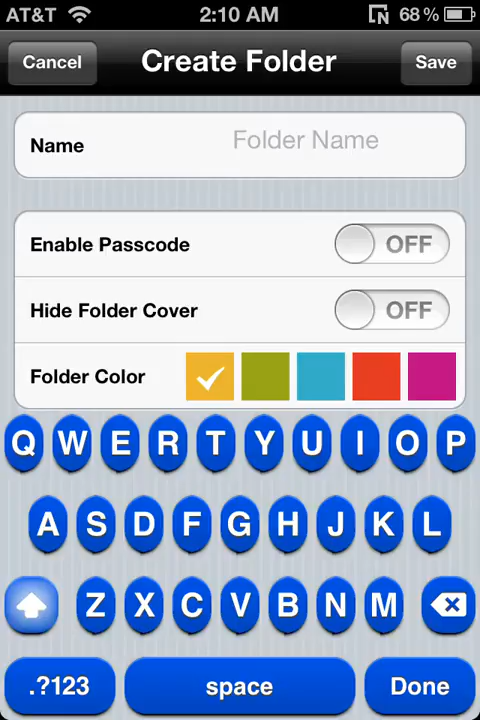 AT&T 2:10 AM N 68%
Cancel Create Folder Save
Name Folder Name
Enable Passcode OFF
Hide Folder Cover OFF
Folder Color
Q W E R T Y U I O P
A S D F G H J K L
Z X C V B N M
.?123 space Done